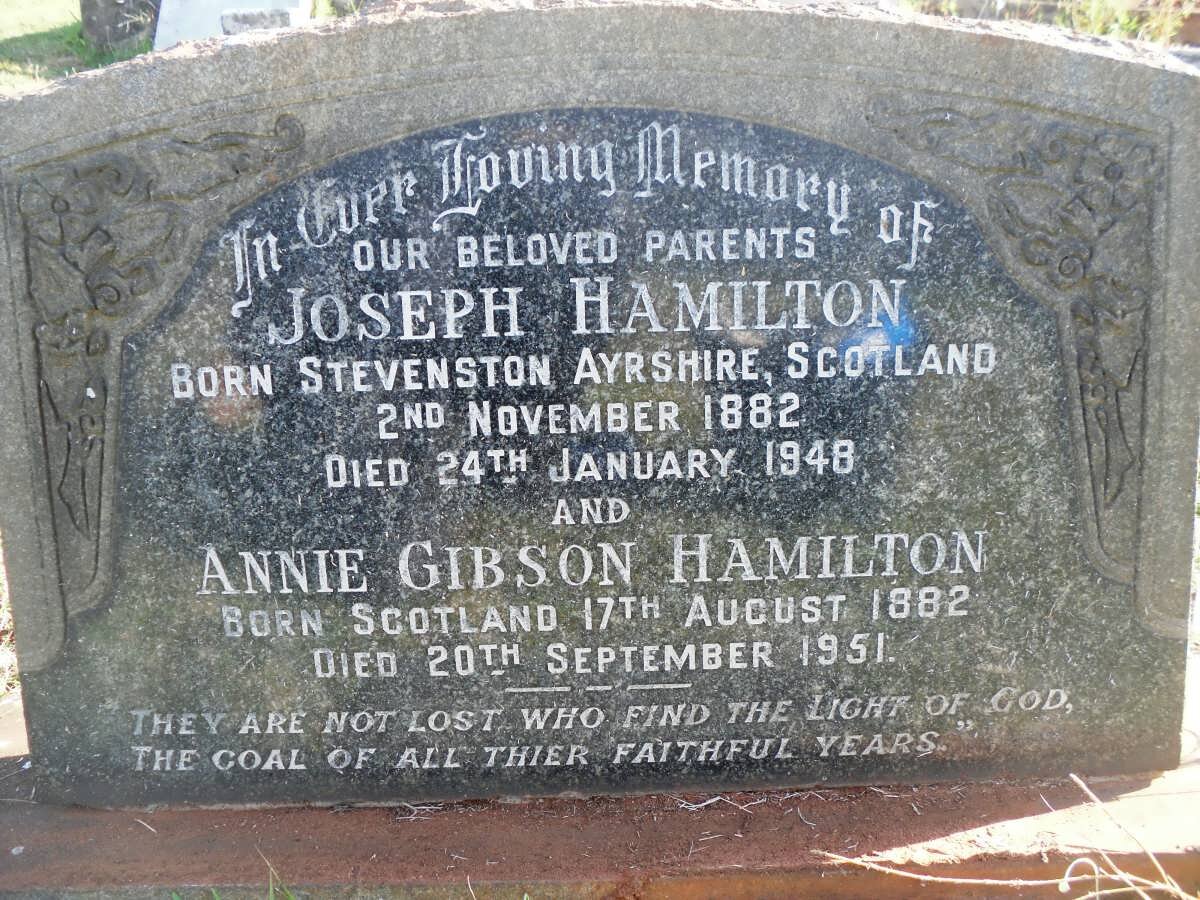 In Ever Loving Memory of
OUR BELOVED PARENTS
JOSEPH HAMILTON
BORN STEVENSTON AYRSHIRE, SCOTLAND
2ND NOVEMBER 1882
DIED 24TH JANUARY 1948
AND
ANNIE GIBSON HAMILTON
BORN SCOTLAND 17TH AUGUST 1882
DIED 20TH SEPTEMBER 1951.
THEY ARE NOT LOST WHO FIND THE LIGHT OF GOD,
THE GOAL OF ALL THIER FAITHFUL YEARS."